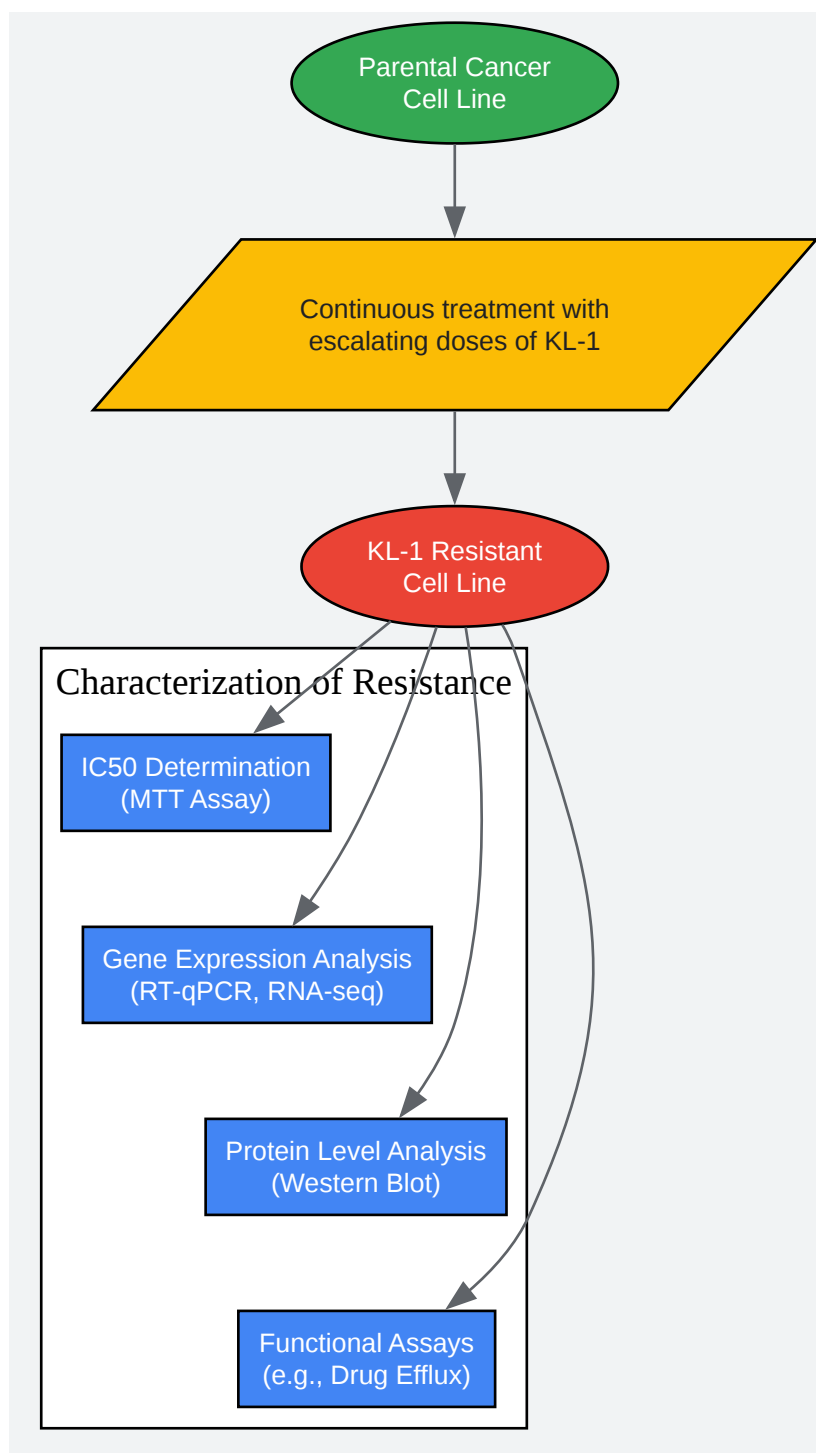 Parental Cancer
Cell Line
Continuous treatment with
escalating doses of KL-1
KL-1 Resistant
Cell Line
Characterization of Resistance
IC50 Determination
(MTT Assay)
Gene Expression Analysis
(RT-qPCR, RNA-seq)
Protein Level Analysis
(Western Blot)
Functional Assays
(e.g., Drug Efflux)